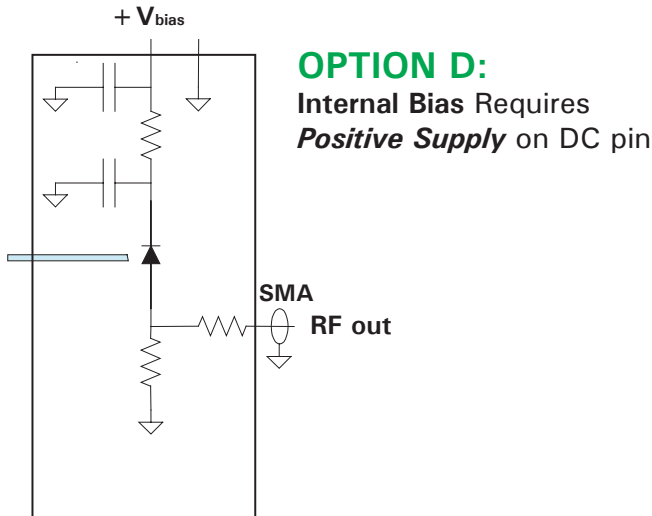 + Vbias
OPTION D:
Internal Bias Requires
Positive Supply on DC pin
SMA
RF out